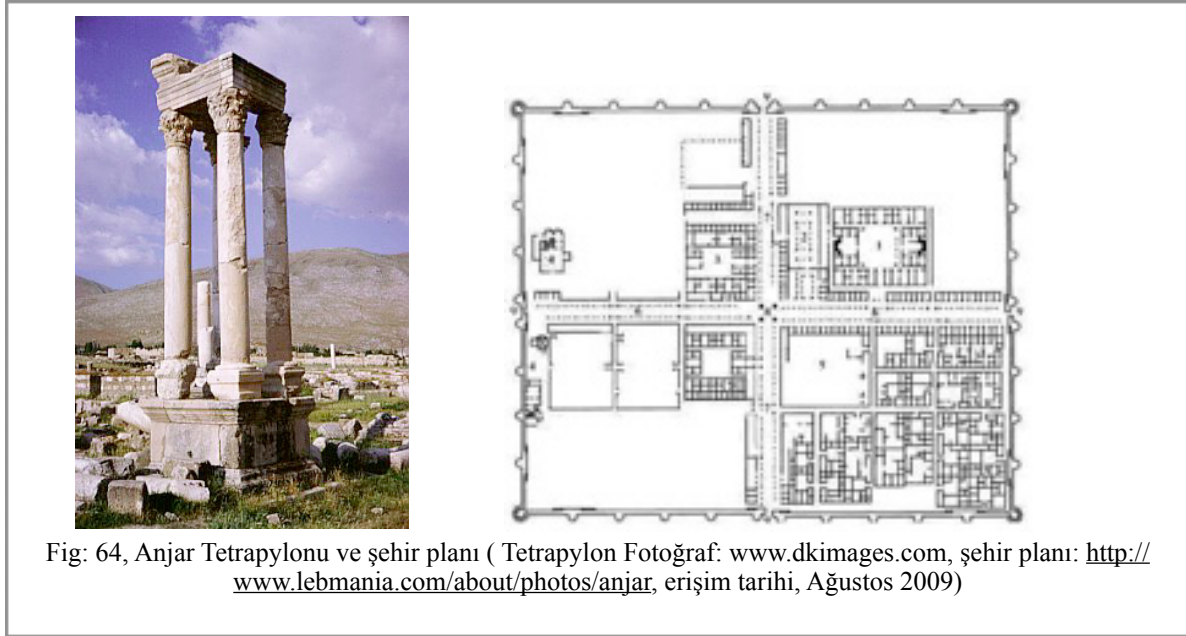 Fig: 64, Anjar Tetrapylonu ve şehir planı ( Tetrapylon Fotoğraf: www.dkimages.com, şehir planı: http://
www.lebmania.com/about/photos/anjar, erişim tarihi, Ağustos 2009)